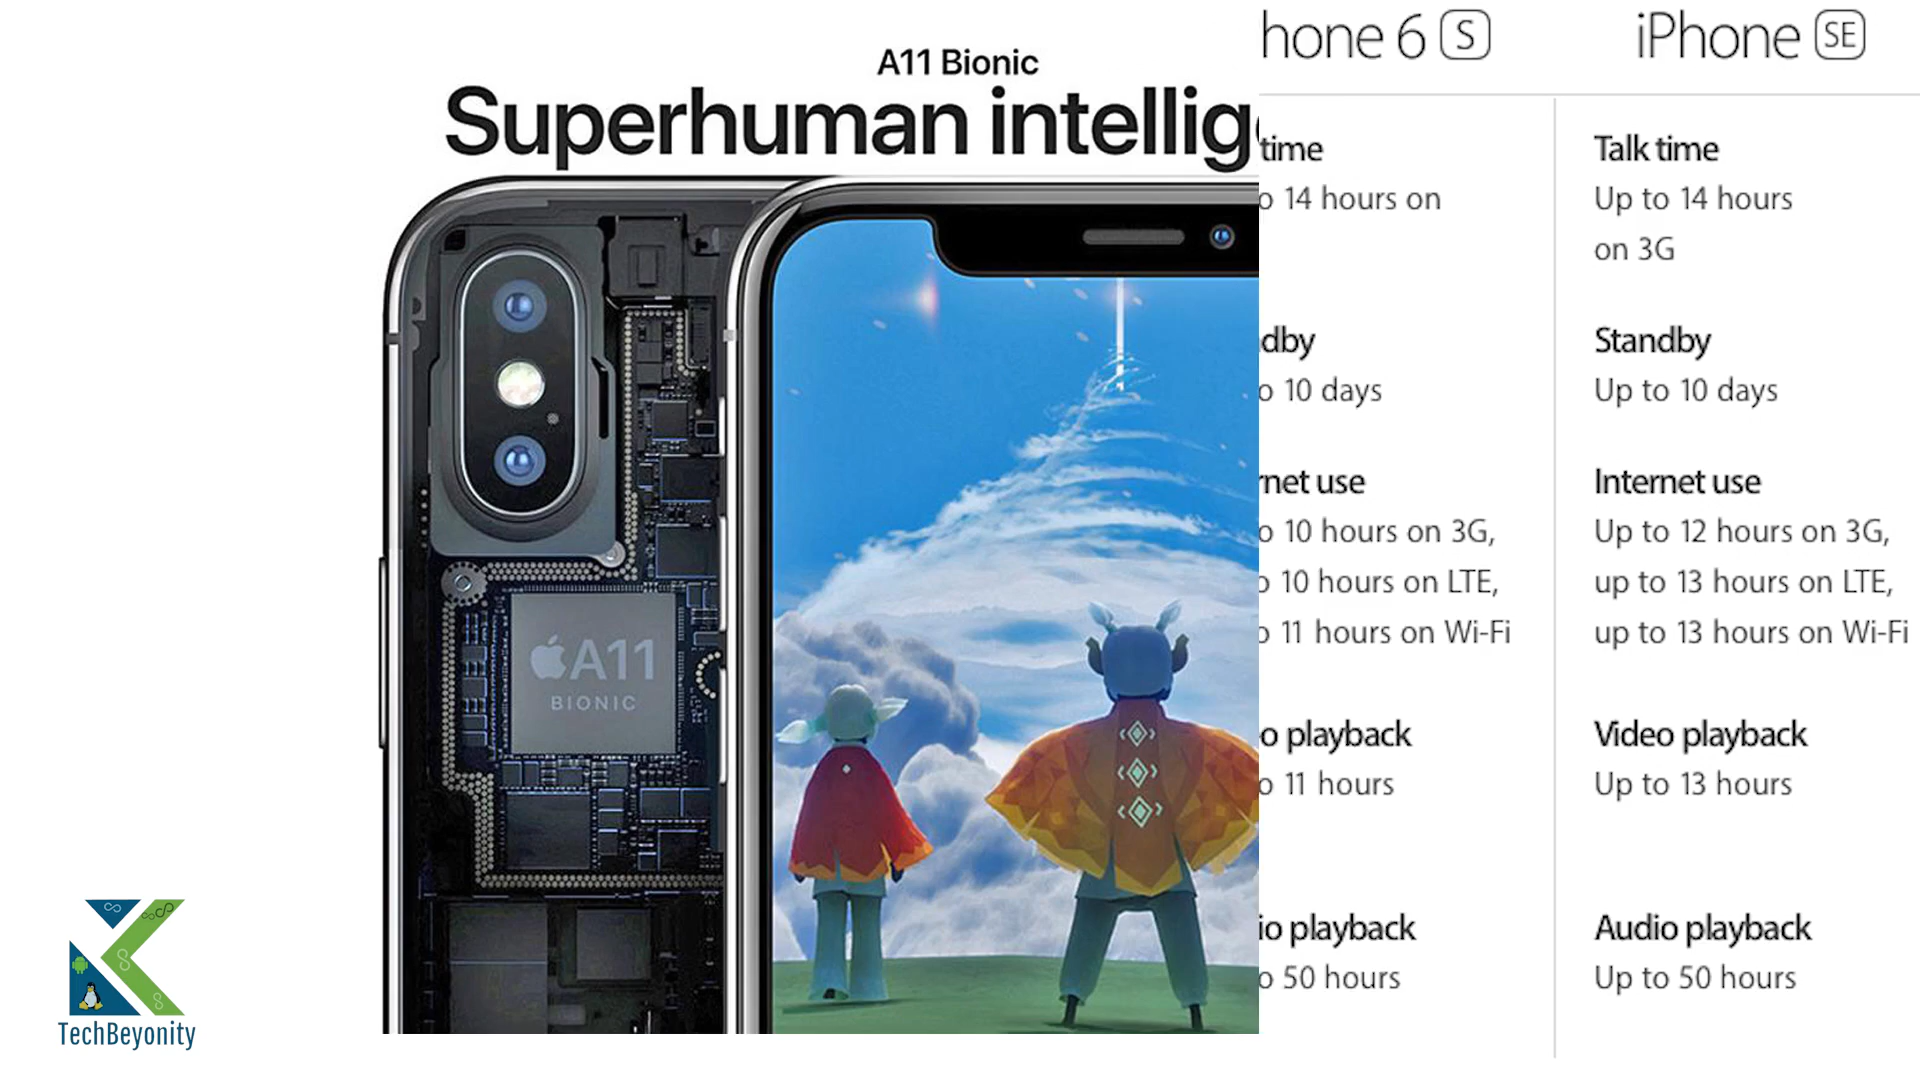 A11 Bionic
Superhuman intellig
A11
BIONIC
TechBeyonity
hone 6 S
time
o 14 hours on
dby
o 10 days
rnet use
o 10 hours on 3G,
o 10 hours on LTE,
o 11 hours on Wi-Fi
o playback
o 11 hours
io playback
o 50 hours
iPhone SE
Talk time
Up to 14 hours
on 3G
Standby
Up to 10 days
Internet use
Up to 12 hours on 3G,
up to 13 hours on LTE,
up to 13 hours on Wi-Fi
Video playback
Up to 13 hours
Audio playback
Up to 50 hours